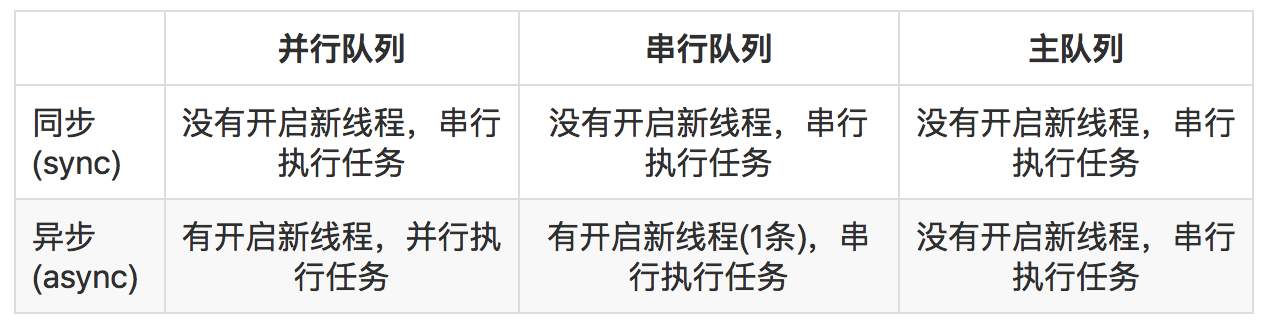 并行队列 串行队列 主队列
同步 没有开启新线程，串行 没有开启新线程，串行 没有开启新线程，串行
(sync) 执行任务 执行任务 执行任务
异步 有开启新线程，并行执 有开启新线程(1条)，串 没有开启新线程，串行
(async) 行任务 行执行任务 执行任务